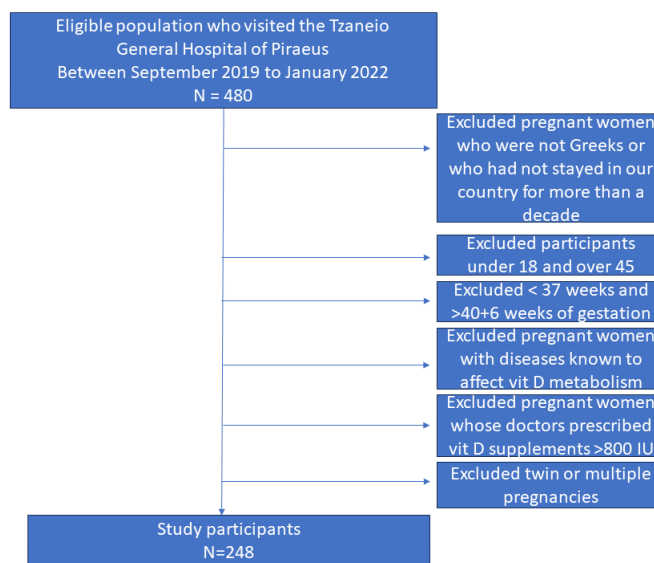 Eligible population who visited the Tzaneio
General Hospital of Piraeus
Between September 2019 to January 2022
N = 480
Excluded pregnant women
who were not Greeks or
who had not stayed in our
country for more than a
decade
Excluded participants
under 18 and over 45
Excluded < 37 weeks and
>40+6 weeks of gestation
Excluded pregnant women
with diseases known to
affect vit D metabolism
Excluded pregnant women
whose doctors prescribed
vit D supplements >800 IU
Excluded twin or multiple
pregnancies
Study participants
N=248